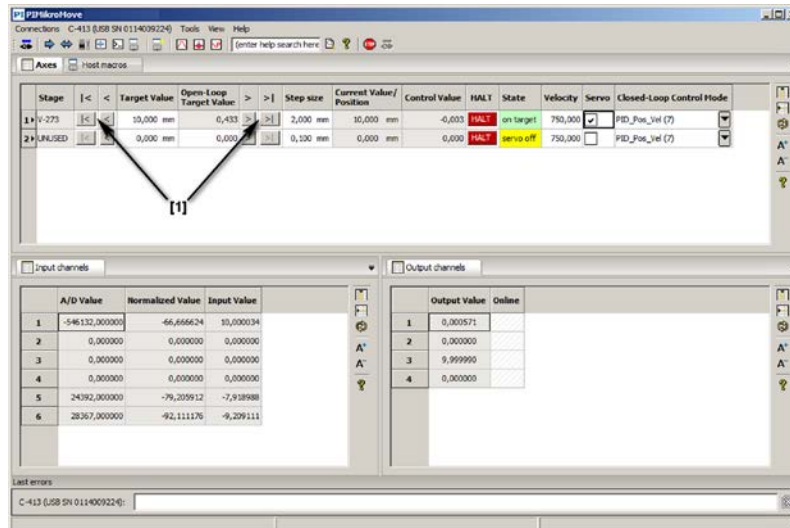 PI PIMikroMove
Connections C-413 (USB SN 0114009224) Tools View Help
(enter help search here
Axes Host macros
Stage |< < Target Value Open-Loop Target Value > >| Step size Current Value/ Position Control Value HALT State Velocity Servo Closed-Loop Control Mode
1 V-273 |< < 10,000 mm 0,433 > >| 2,000 mm 10,000 mm -0,003 HALT on target 750,000 PID_Pos_Vel (7)
2 UNUSED |< < 0,000 mm 0,000 > >| 0,100 mm 0,000 mm 0,000 HALT servo off 750,000 PID_Pos_Vel (7)
[1]
Input channels
A/D Value Normalized Value Input Value
1 -546132,000000 -66,666624 10,000034
2 0,000000 0,000000 0,000000
3 0,000000 0,000000 0,000000
4 0,000000 0,000000 0,000000
5 24392,000000 -79,205912 -7,918988
6 28367,000000 -92,111176 -9,209111
Output channels
Output Value Online
1 0,000571
2 0,000000
3 9,999990
4 0,000000
A+
A-
Last errors
C-413 (USB SN 0114009224):